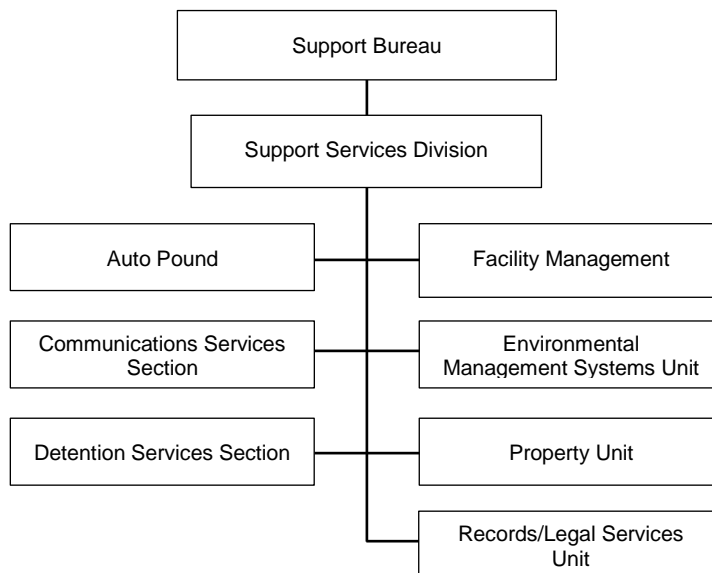 Support Bureau
Support Services Division
Auto Pound
Facility Management
Communications Services
Section
Environmental
Management Systems Unit
Detention Services Section
Property Unit
Records/Legal Services
Unit